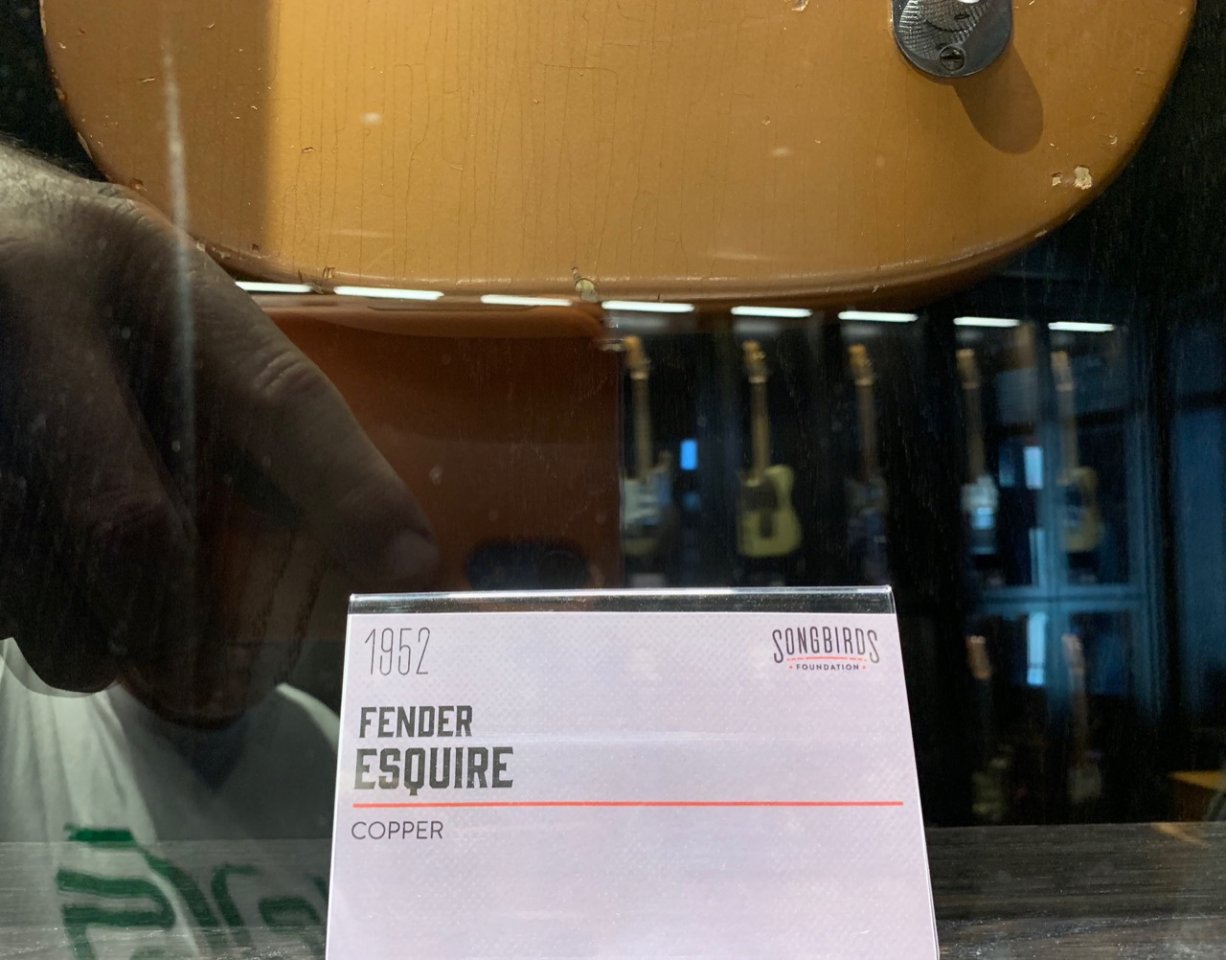 1952
SONGBIRDS
• FOUNDATION •
FENDER
ESQUIRE
COPPER